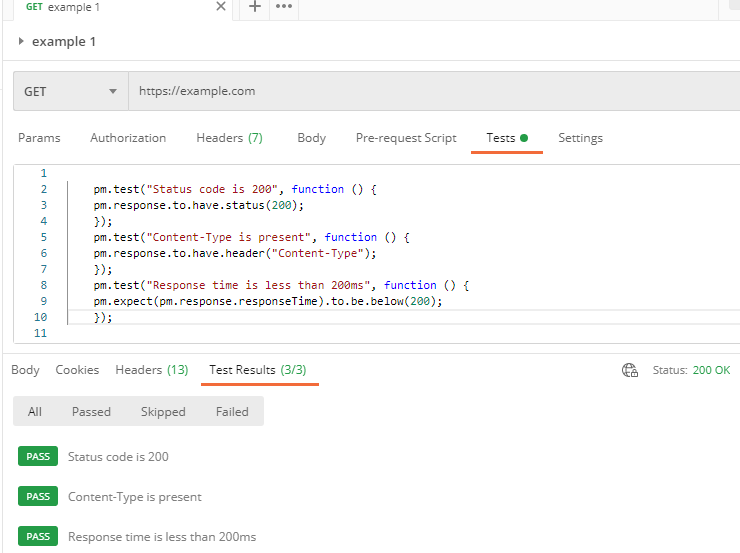 GET example 1
example 1
GET https://example.com
Params Authorization Headers (7) Body Pre-request Script Tests Settings
1
2 pm.test("Status code is 200", function () {
3 pm.response.to.have.status(200);
4 });
5 pm.test("Content-Type is present", function () {
6 pm.response.to.have.header("Content-Type");
7 });
8 pm.test("Response time is less than 200ms", function () {
9 pm.expect(pm.response.responseTime).to.be.below(200);
10 });
11
Body Cookies Headers (13) Test Results (3/3) Status: 200 OK
All Passed Skipped Failed
PASS Status code is 200
PASS Content-Type is present
PASS Response time is less than 200ms